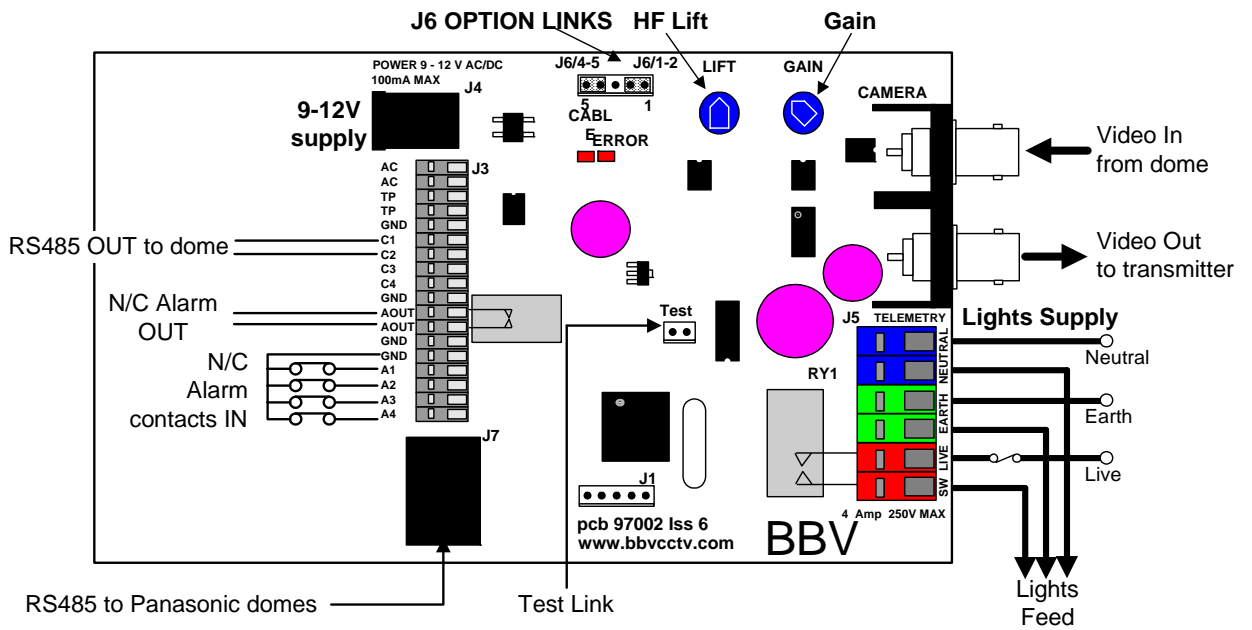 J6 OPTION LINKS
HF Lift
Gain
POWER 9 - 12 V AC/DC
100mA MAX
J4
9-12V
supply
J6/4-5
J6/1-2
5
1
CABL
E
ERROR
LIFT
GAIN
CAMERA
Video In
from dome
Video Out
to transmitter
J3
AC
AC
TP
TP
GND
C1
C2
C3
C4
GND
AOUT
AOUT
GND
GND
A1
A2
A3
A4
RS485 OUT to dome
N/C Alarm
OUT
N/C
Alarm
contacts IN
Test
J5
TELEMETRY
Lights Supply
NEUTRAL
EARTH
LIVE
SW
Neutral
Earth
Live
RY1
4 Amp 250V MAX
J7
J1
pcb 97002 Iss 6
www.bbvcctv.com
BBV
RS485 to Panasonic domes
Test Link
Lights
Feed